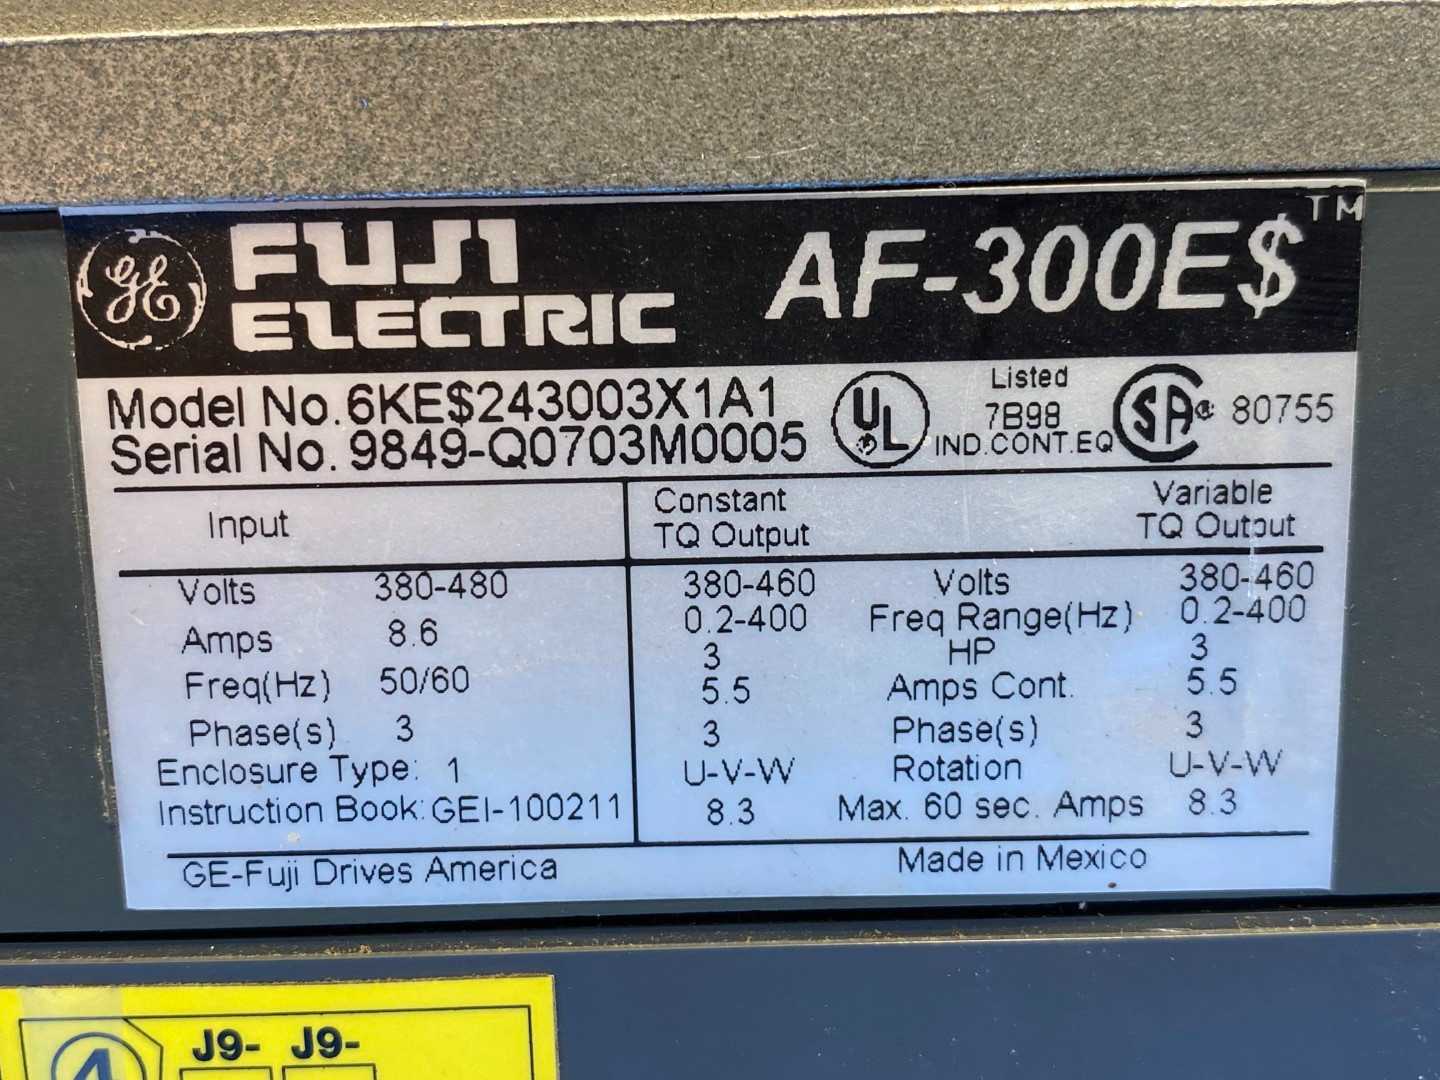 GE FUJI ELECTRIC AF-300E$™
Model No. 6KE$243003X1A1
Serial No. 9849-Q0703M0005
UL Listed 7B98 IND.CONT.EQ
SA® 80755
Input
Constant TQ Output
Variable TQ Output
Volts 380-480 380-460 Volts 380-460
Amps 8.6 0.2-400 Freq Range(Hz) 0.2-400
3 HP 3
Freq(Hz) 50/60 5.5 Amps Cont. 5.5
Phase(s) 3 3 Phase(s) 3
Enclosure Type: 1 U-V-W Rotation U-V-W
Instruction Book: GEI-100211 8.3 Max. 60 sec. Amps 8.3
GE-Fuji Drives America Made in Mexico
4 J9- J9-